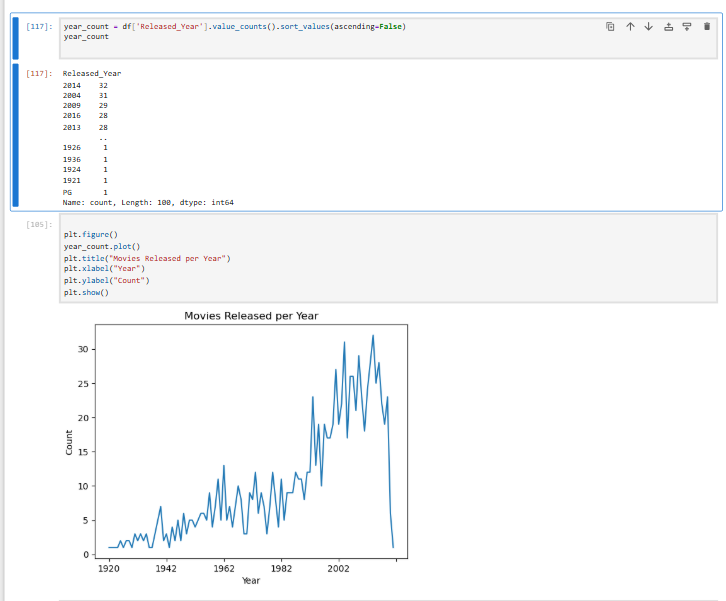 [117]: year_count = df['Released_Year'].value_counts().sort_values(ascending=False)
year_count
[117]: Released_Year
2014    32
2004    31
2009    29
2016    28
2013    28
        ..
1926     1
1936     1
1924     1
1921     1
PG       1
Name: count, Length: 100, dtype: int64
[105]:
plt.figure()
year_count.plot()
plt.title("Movies Released per Year")
plt.xlabel("Year")
plt.ylabel("Count")
plt.show()
Movies Released per Year
30
25
20
15
10
5
0
Count
1920 1942 1962 1982 2002
Year